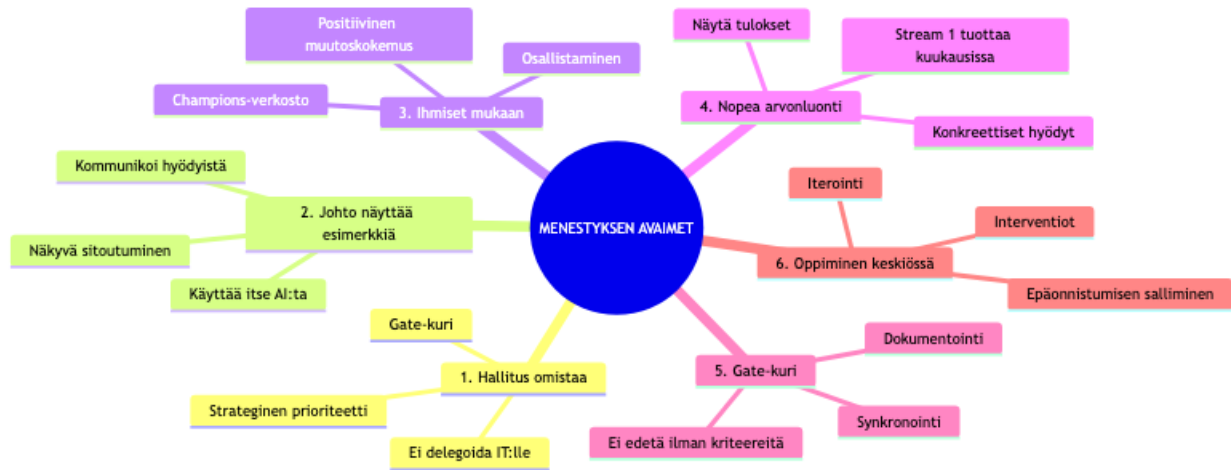 MENESTYKSEN AVAIMET
1. Hallitus omistaa
Gate-kuri
Strateginen prioriteetti
Ei delegoida IT:lle
2. Johto näyttää
esimerkkiä
Kommunikoi hyödyistä
Näkyvä sitoutuminen
Käyttää itse AI:ta
3. Ihmiset mukaan
Positiivinen
muutoskokemus
Osallistaminen
Champions-verkosto
4. Nopea arvonluonti
Näytä tulokset
Stream 1 tuottaa
kuukausissa
Konkreettiset hyödyt
5. Gate-kuri
Dokumentointi
Synkronointi
Ei edetä ilman kriteereitä
6. Oppiminen keskiössä
Iterointi
Interventiot
Epäonnistumisen salliminen